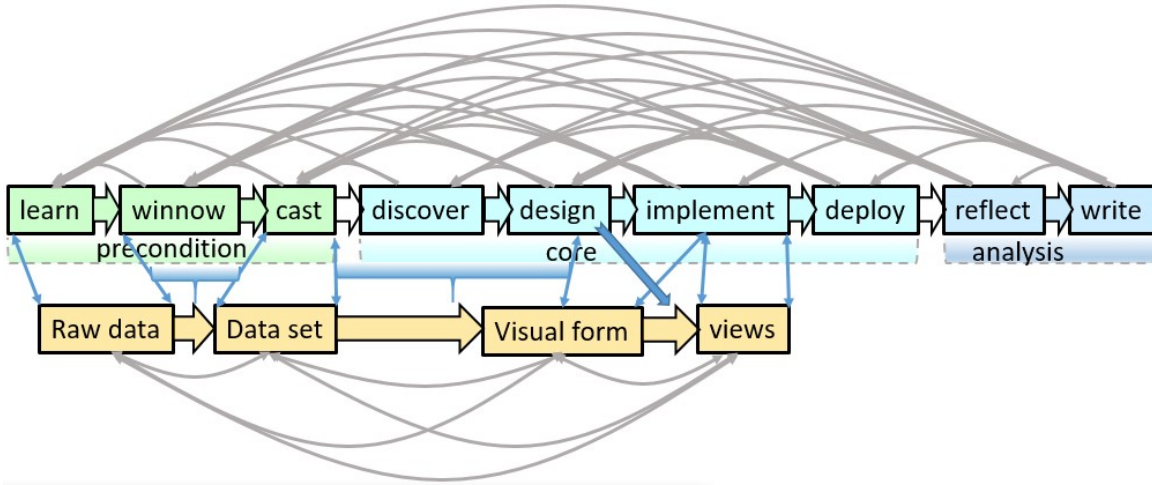 learn winnow cast discover design implement deploy reflect write
precondition core analysis
Raw data Data set Visual form views